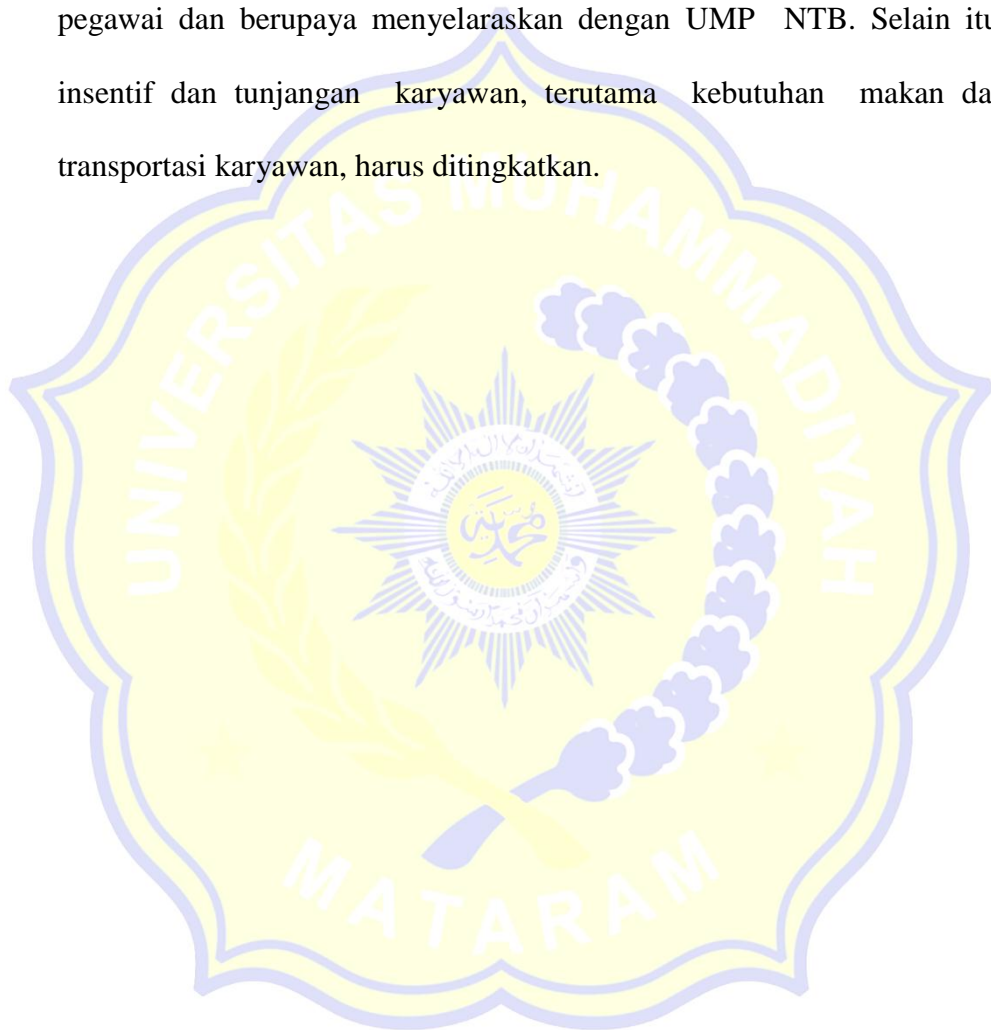 pegawai dan berupaya menyelaraskan dengan UMP NTB. Selain itu
insentif dan tunjangan karyawan, terutama kebutuhan makan da
transportasi karyawan, harus ditingkatkan.
UNIVERSITAS MUHAMMADIYAH
MATARAM